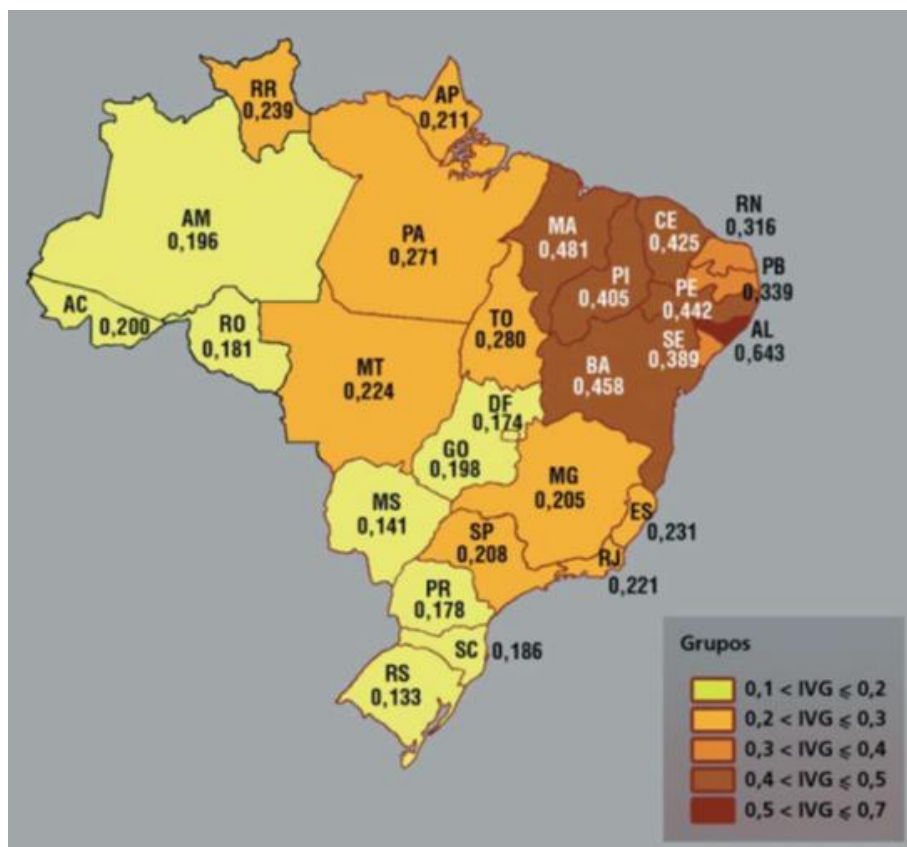 RR
0,239
AP
0,211
AM
0,196
PA
0,271
MA
0,481
CE
0,425
RN
0,316
PI
0,405
PB
0,339
PE
0,442
AC
0,200
RO
0,181
TO
0,280
AL
0,643
SE
0,389
MT
0,224
BA
0,458
DF
0,174
GO
0,198
MG
0,205
MS
0,141
ES
0,231
SP
0,208
RJ
0,221
PR
0,178
SC 0,186
RS
0,133
Grupos
0,1 < IVG ⩽ 0,2
0,2 < IVG ⩽ 0,3
0,3 < IVG ⩽ 0,4
0,4 < IVG ⩽ 0,5
0,5 < IVG ⩽ 0,7